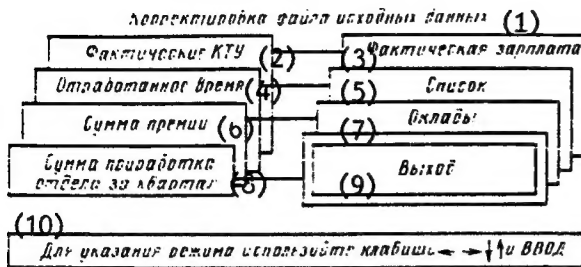 Корректировка файла исходных данных (1)
Фактические КТУ (2)
(3) Фактическая зарплата
Отработанное время (4)
(5) Список
Сумма премии (6)
(7) Оклады
Сумма приработка
отдела за квартал (8)
(9) Выход
(10)
Для указания режима используйте клавиши ← → ↓ ↑ и ВВОД